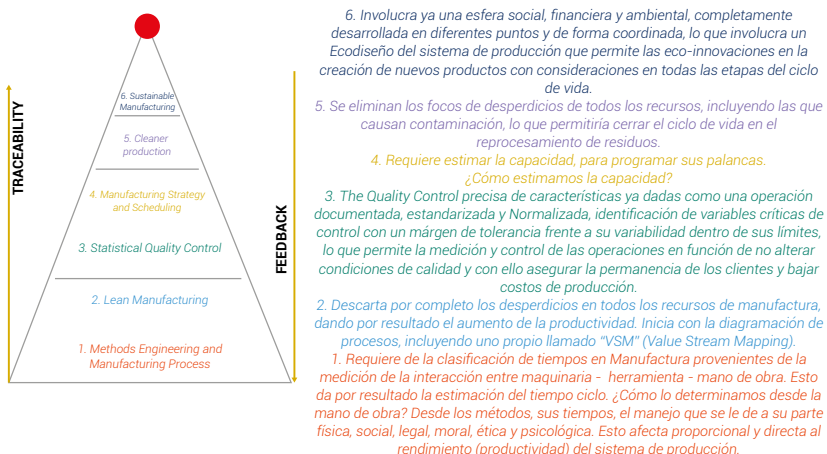 TRACEABILITY
6. Sustainable
Manufacturing
5. Cleaner
production
4. Manufacturing Strategy
and Scheduling
3. Statistical Quality Control
2. Lean Manufacturing
1. Methods Engineering and
Manufacturing Process
FEEDBACK
6. Involucra ya una esfera social, financiera y ambiental, completamente
desarrollada en diferentes puntos y de forma coordinada, lo que involucra un
Ecodiseño del sistema de producción que permite las eco-innovaciones en la
creación de nuevos productos con consideraciones en todas las etapas del ciclo
de vida.
5. Se eliminan los focos de desperdicios de todos los recursos, incluyendo las que
causan contaminación, lo que permitiría cerrar el ciclo de vida en el
reprocesamiento de residuos.
4. Requiere estimar la capacidad, para programar sus palancas.
¿Cómo estimamos la capacidad?
3. The Quality Control precisa de características ya dadas como una operación
documentada, estandarizada y Normalizada, identificación de variables críticas de
control con un márgen de tolerancia frente a su variabilidad dentro de sus límites,
lo que permite la medición y control de las operaciones en función de no alterar
condiciones de calidad y con ello asegurar la permanencia de los clientes y bajar
costos de producción.
2. Descarta por completo los desperdicios en todos los recursos de manufactura,
dando por resultado el aumento de la productividad. Inicia con la diagramación de
procesos, incluyendo uno propio llamado "VSM" (Value Stream Mapping).
1. Requiere de la clasificación de tiempos en Manufactura provenientes de la
medición de la interacción entre maquinaria - herramienta - mano de obra. Esto
da por resultado la estimación del tiempo ciclo. ¿Cómo lo determinamos desde la
mano de obra? Desde los métodos, sus tiempos, el manejo que se le de a su parte
física, social, legal, moral, ética y psicológica. Esto afecta proporcional y directa al
rendimiento (productividad) del sistema de producción.